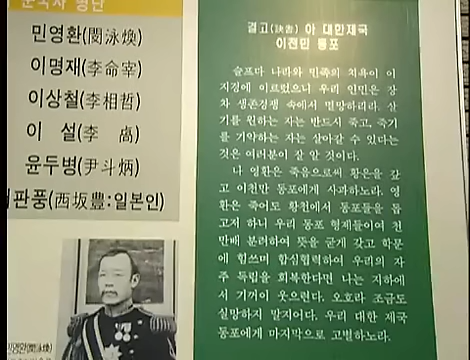 순국자 명단
민영환(閔泳煥)
이명재(李命宰)
이상철(李相哲)
이 설(李 偰)
윤두병(尹斗炳)
판풍(西坂豊:일본인)
민영환(閔泳煥)
결고(訣告) 아 대한제국
이천만 동포
슬프다 나라와 민족의 치욕이 이
지경에 이르렀으니 우리 인민은 장
차 생존경쟁 속에서 멸망하리라. 살
기를 원하는 자는 반드시 죽고, 죽기
를 기약하는 자는 살아갈 수 있다는
것은 여러분이 잘 알 것이다.
나 영환은 죽음으로써 황은을 갚
고 이천만 동포에게 사과하노라. 영
환은 죽어도 황천에서 동포들을 돕
고저 하니 우리 동포 형제들이여 천
만배 분려하여 뜻을 굳게 갖고 학문
에 힘쓰며 합심협력하여 우리의 자
주 독립을 회복한다면 나는 지하에
서 기꺼이 웃으련다. 오호라 조금도
실망하지 말지어다. 우리 대한 제국
동포에게 마지막으로 고별하노라.